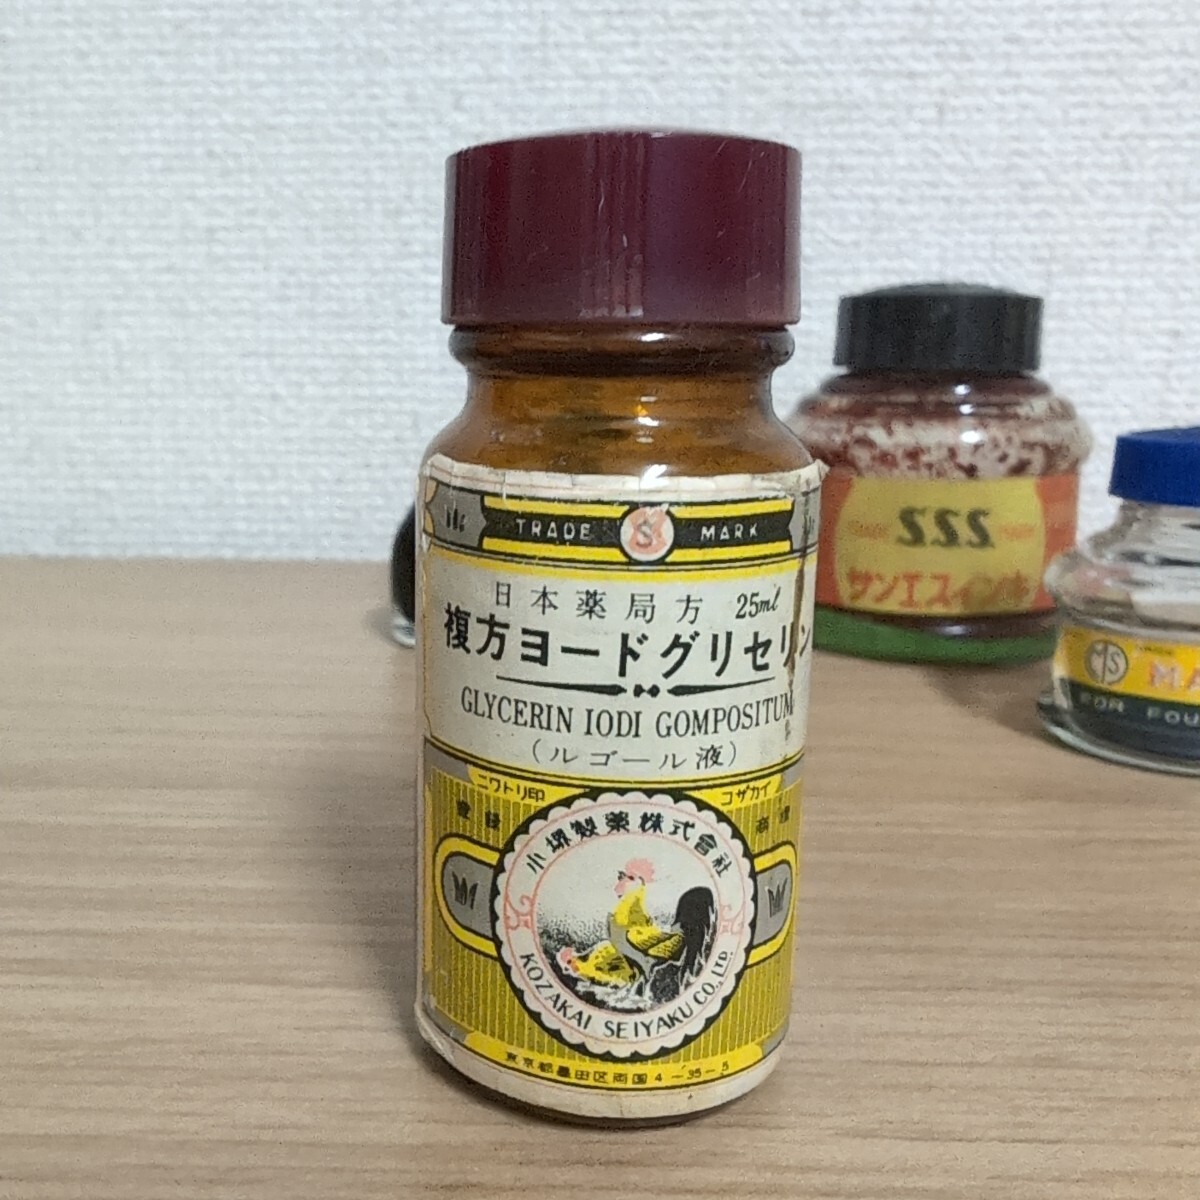 TRADE S MARK
日本薬局方 25ml
複方ヨードグリセリン
GLYCERIN IODI GOMPOSITUM
(ルゴール液)
ニワトリ印 コザカイ
登録 商標
小堺製薬株式會社
KOZAKAI SEIYAKU CO., LTD.
東京都墨田区両国4-35-5
S.S.S.
サンエスインキ
MS
MA
FOR FOU